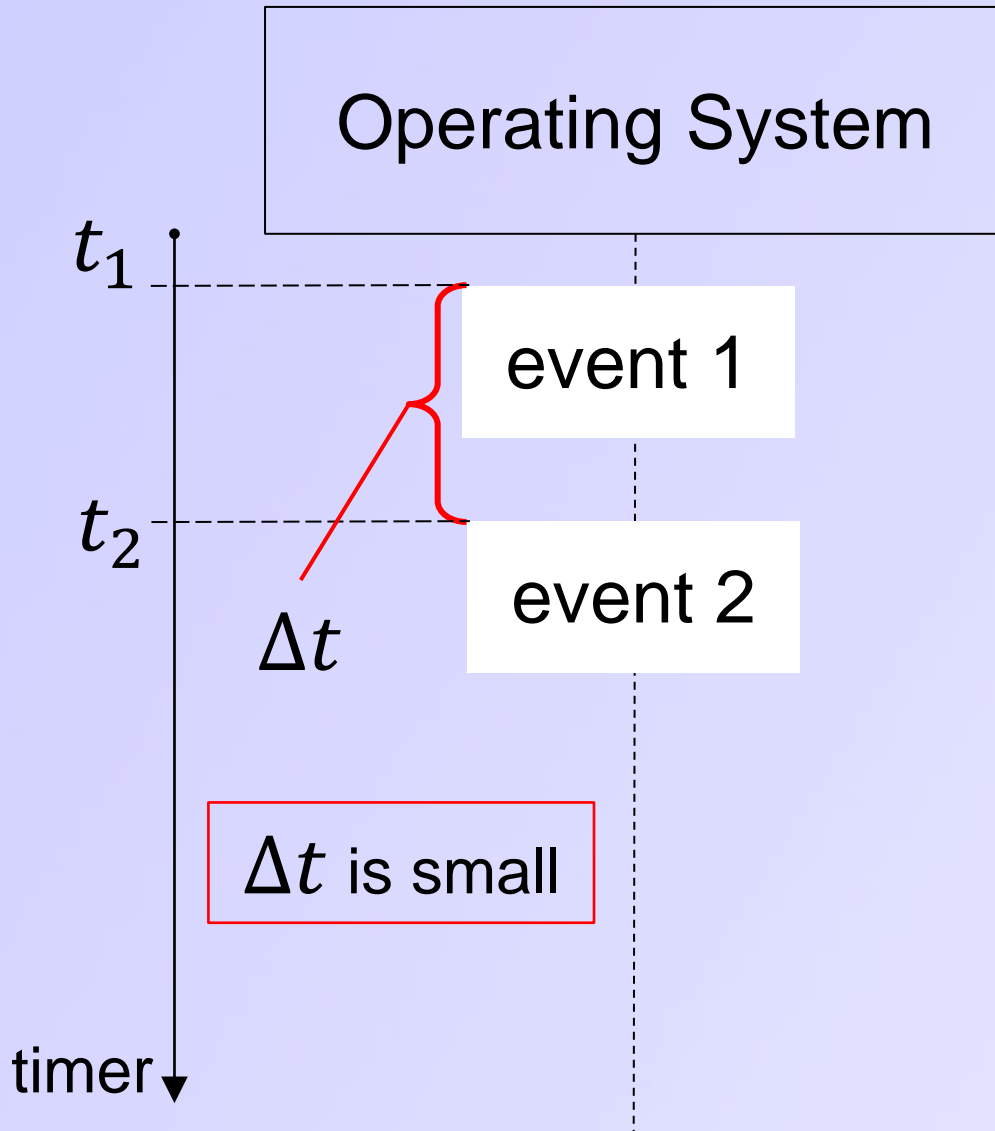 Operating System
t₁
event 1
t₂
event 2
Δt
Δt is small
timer